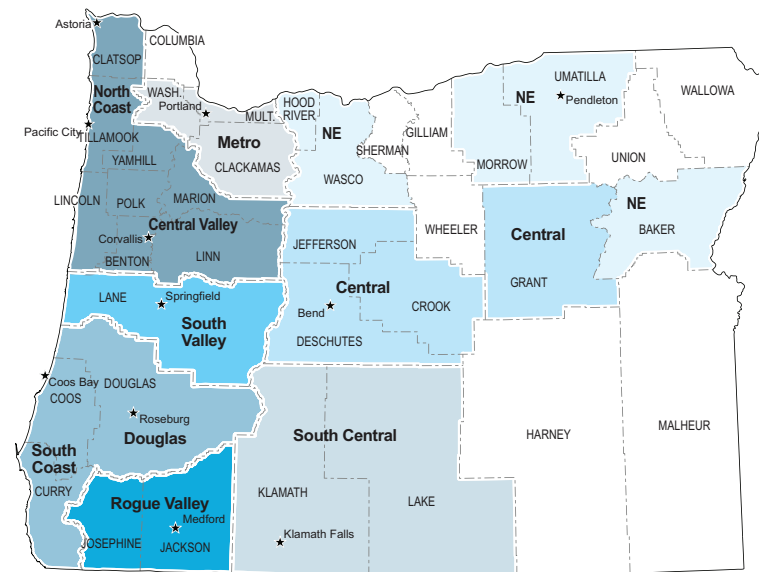 Astoria
COLUMBIA
CLATSOP
North
Coast
WASH.
Portland
MULT.
HOOD
RIVER
NE
SHERMAN
GILLIAM
UMATILLA
NE
Pendleton
WALLOWA
Pacific City
TILLAMOOK
Metro
CLACKAMAS
YAMHILL
WASCO
MORROW
UNION
LINCOLN
POLK
MARION
Central Valley
Corvallis
BENTON
LINN
JEFFERSON
WHEELER
Central
GRANT
NE
BAKER
LANE
Springfield
South
Valley
Central
Bend
CROOK
DESCHUTES
Coos Bay
COOS
DOUGLAS
Roseburg
Douglas
South
Coast
CURRY
South Central
HARNEY
MALHEUR
Rogue Valley
Medford
JOSEPHINE
JACKSON
KLAMATH
Klamath Falls
LAKE